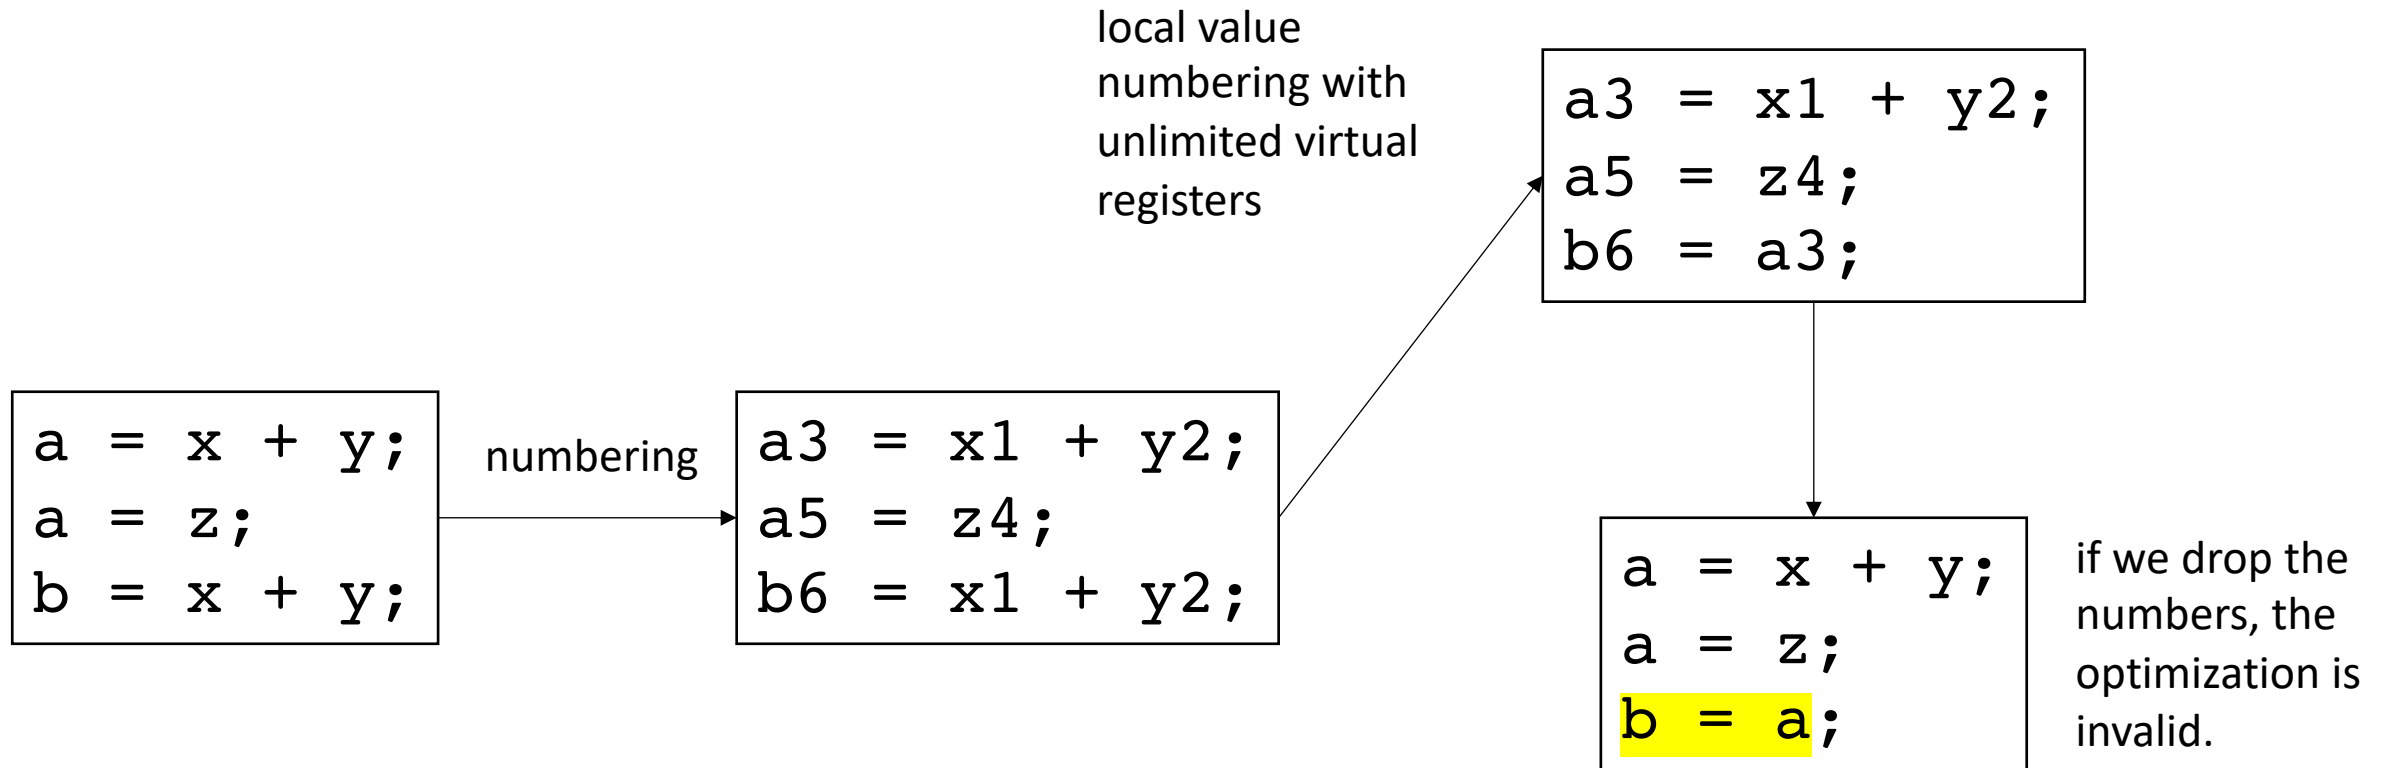 local value
numbering with
unlimited virtual
registers
a3 = x1 + y2;
a5 = z4;
b6 = a3;
a = x + y;
a = z;
b = x + y;
numbering
a3 = x1 + y2;
a5 = z4;
b6 = x1 + y2;
a = x + y;
a = z;
b = a;
if we drop the
numbers, the
optimization is
invalid.